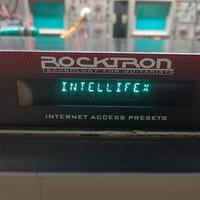 ROCKTRON
TECHNOLOGY FOR GUITARISTS
INTELLIFEX
INTERNET ACCESS PRESETS